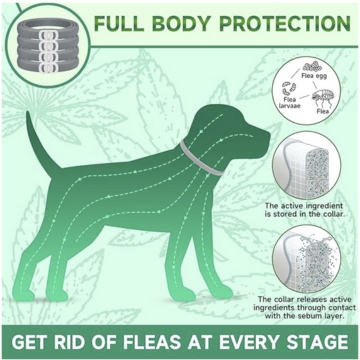 FULL BODY PROTECTION
Flea egg
Flea
larvaae
Flea
The active ingredient
is stored in the collar.
The collar releases active
ingredients through contact
with the sebum layer.
GET RID OF FLEAS AT EVERY STAGE